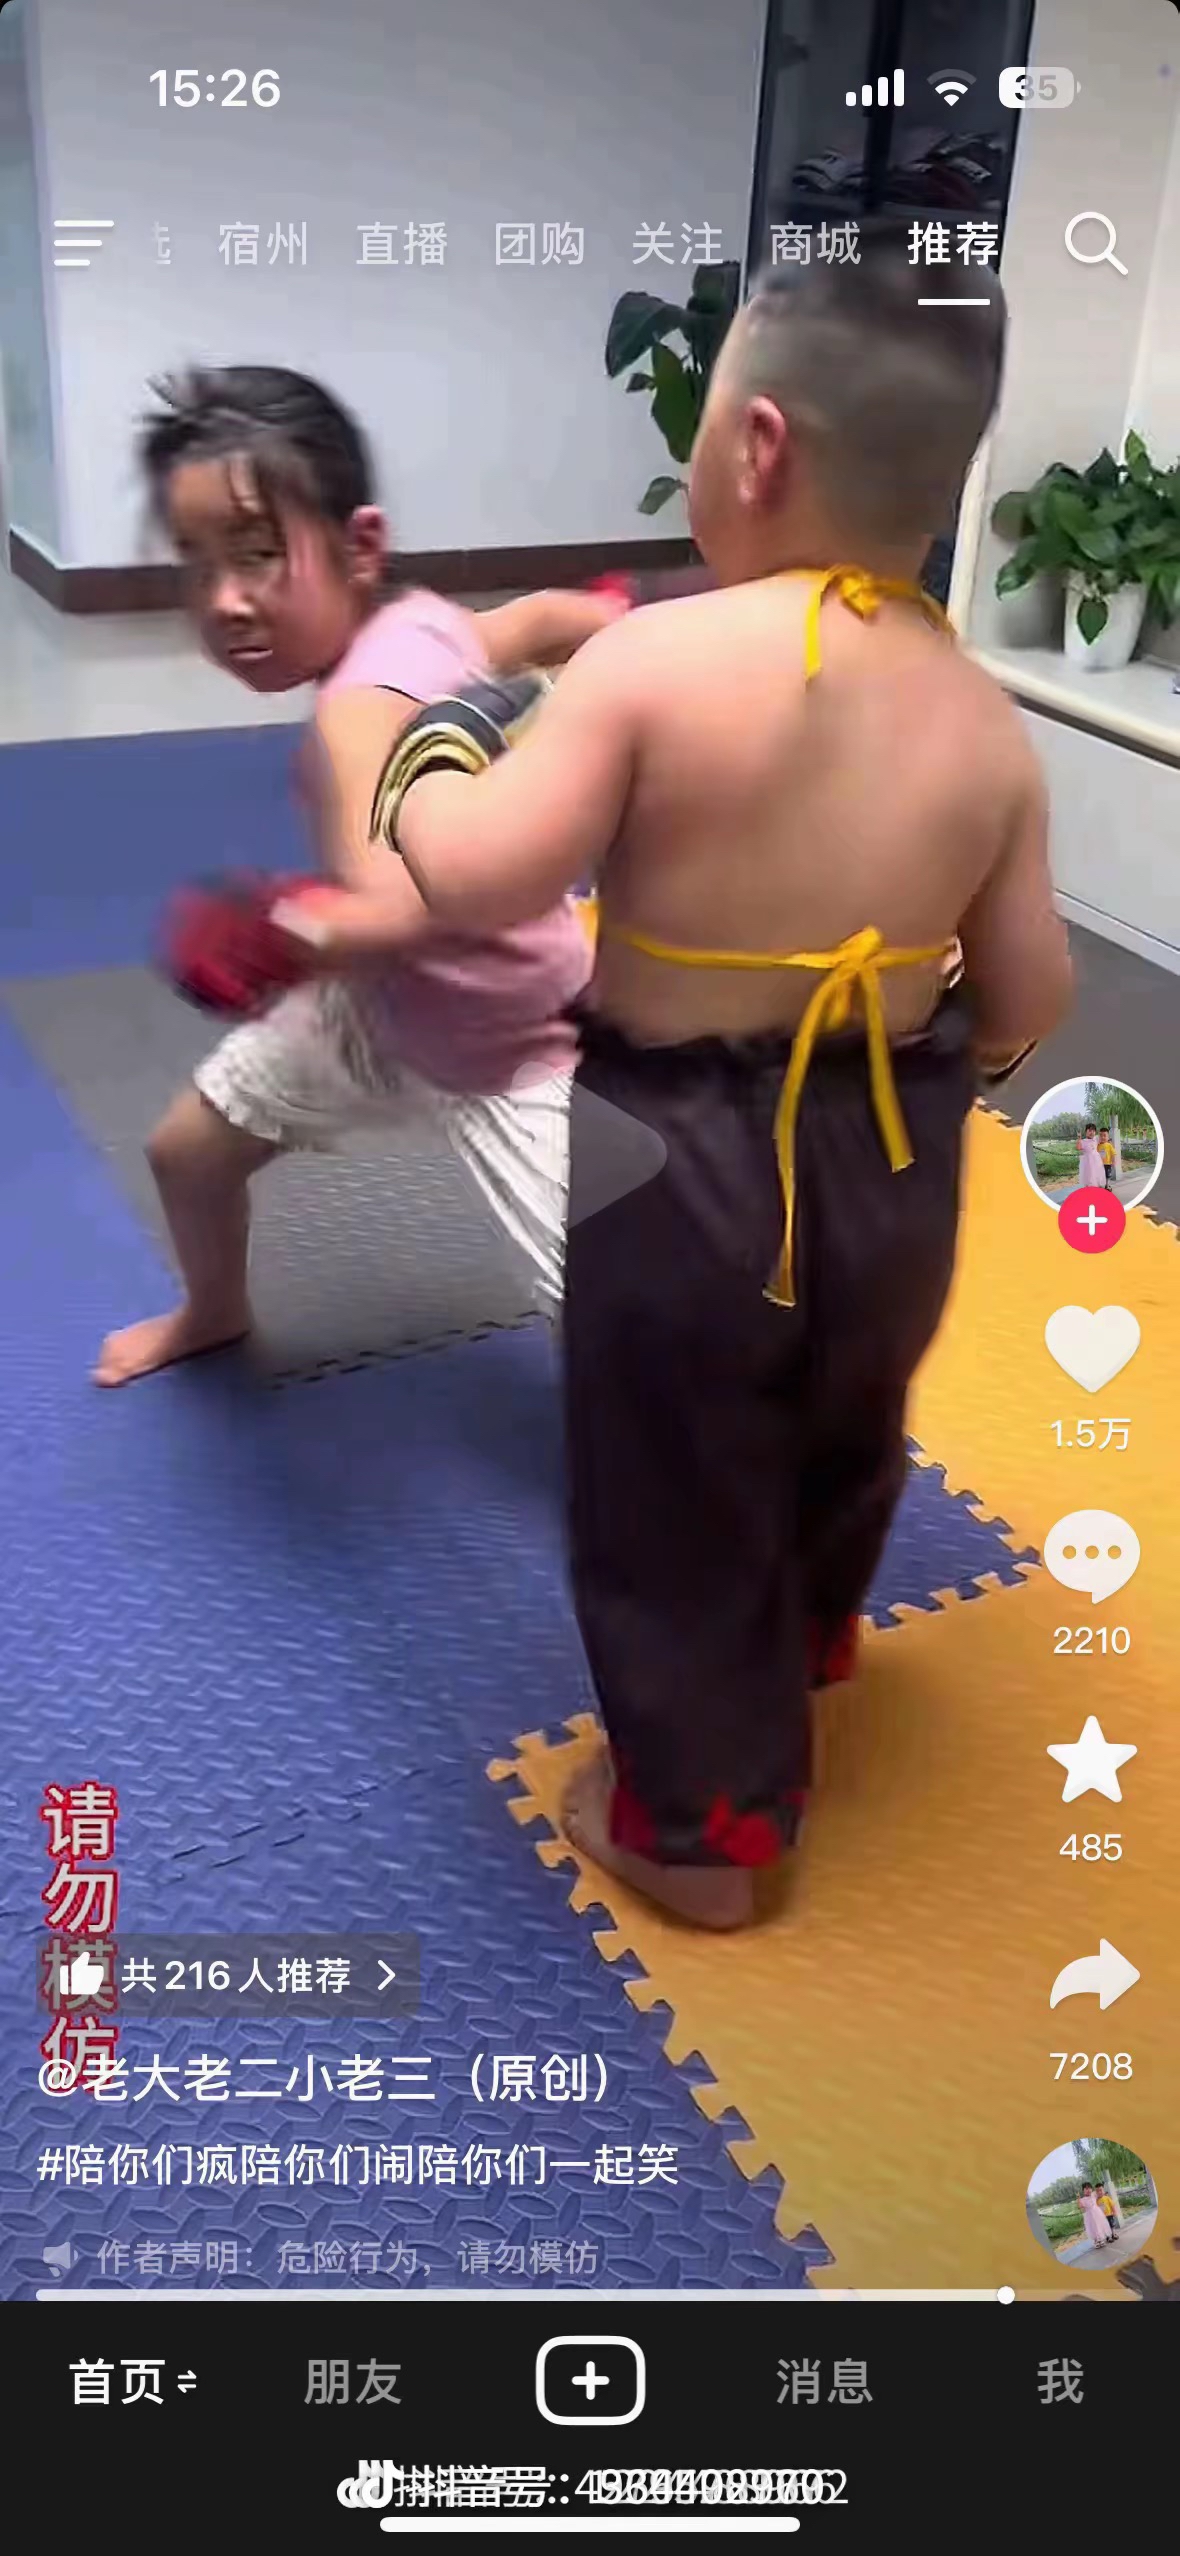 15:26
35
宿州 直播 团购 关注 商城 推荐
1.5万
2210
485
7208
请勿模仿
共216人推荐
@老大老二小老三（原创）
#陪你们疯陪你们闹陪你们一起笑
作者声明：危险行为，请勿模仿
首页 朋友 消息 我
抖音号：